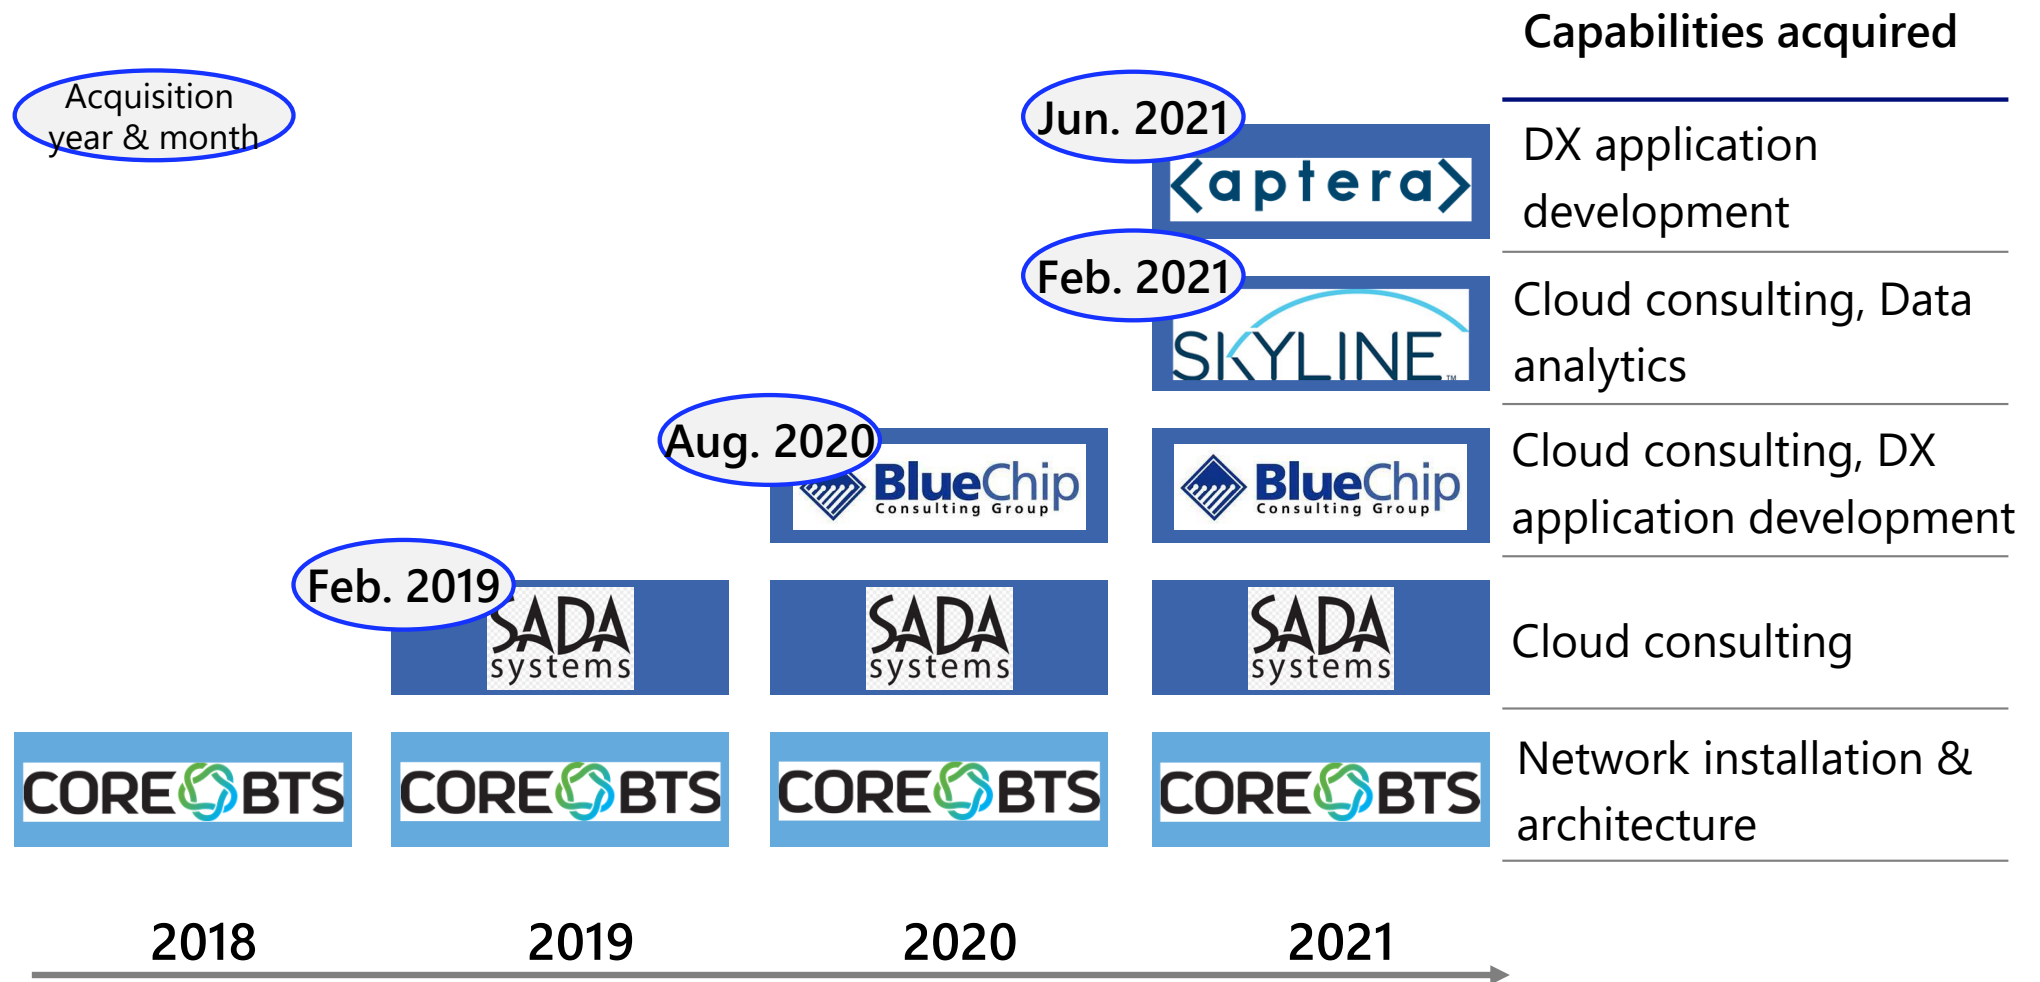 Capabilities acquired
Acquisition
year & month
Jun. 2021
<aptera>
DX application
development
Feb. 2021
SKYLINE™
Cloud consulting, Data
analytics
Aug. 2020
BlueChip
Consulting Group
BlueChip
Consulting Group
Cloud consulting, DX
application development
Feb. 2019
SADA
systems
SADA
systems
SADA
systems
Cloud consulting
CORE BTS
CORE BTS
CORE BTS
CORE BTS
Network installation &
architecture
2018
2019
2020
2021